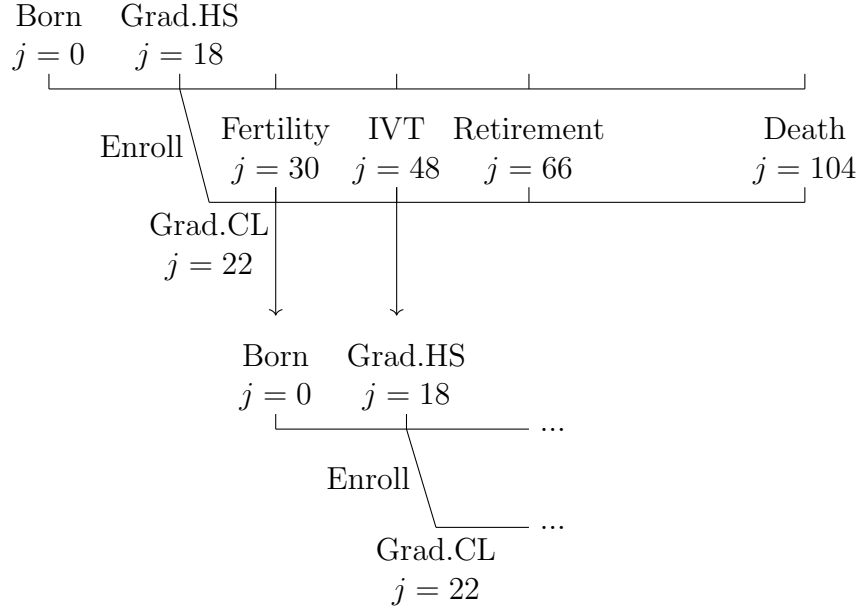 Born Grad.HS
j = 0 j = 18
Enroll
Fertility IVT Retirement Death
j = 30 j = 48 j = 66 j = 104
Grad.CL
j = 22
Born Grad.HS
j = 0 j = 18
...
Enroll
...
Grad.CL
j = 22